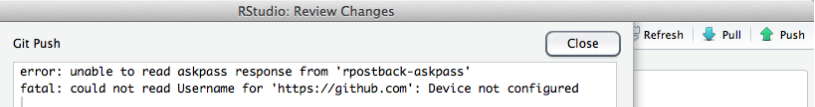 RStudio: Review Changes
Git Push
Close
Refresh
Pull
Push
error: unable to read askpass response from 'rpostback-askpass'
fatal: could not read Username for 'https://github.com': Device not configured